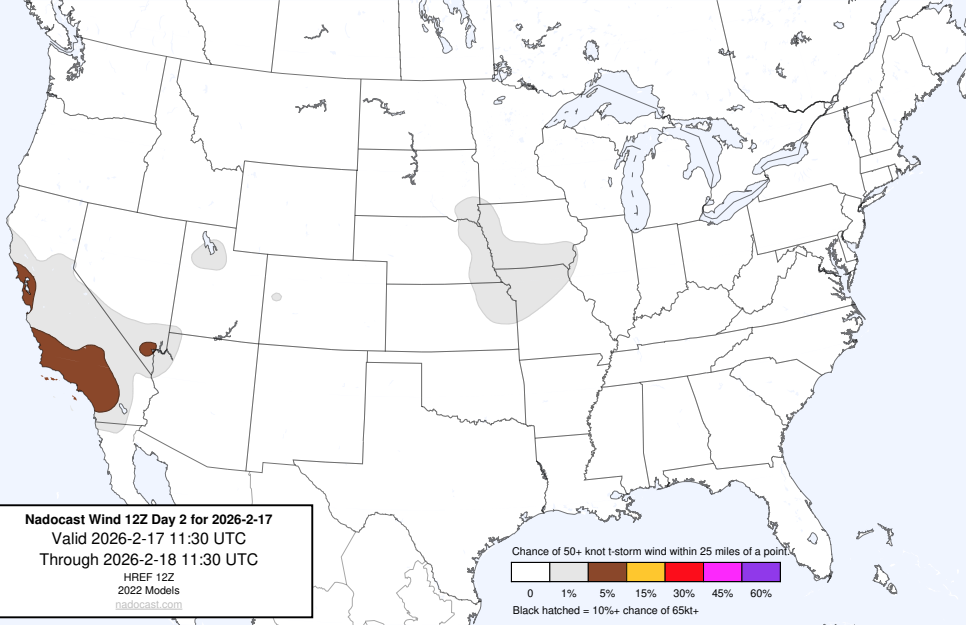 Nadocast Wind 12Z Day 2 for 2026-2-17
Valid 2026-2-17 11:30 UTC
Through 2026-2-18 11:30 UTC
HREF 12Z
2022 Models
nadocast.com
Chance of 50+ knot t-storm wind within 25 miles of a point.
0 1% 5% 15% 30% 45% 60%
Black hatched = 10%+ chance of 65kt+